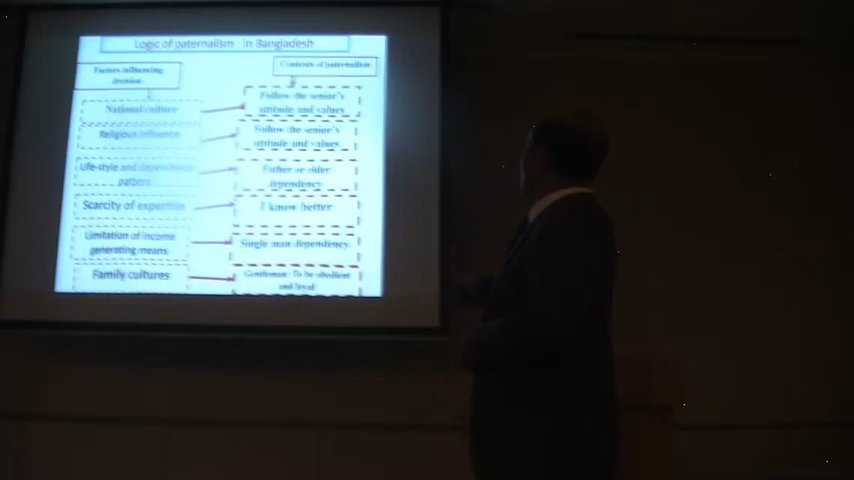 Logic of paternalism : in Bangladesh
Factors influencing
decision
Contents of paternalism
National culture
Follow the senior's
attitude and values
Religious influence
Follow the senior's
attitude and values
Life-style and dependence
pattern
Father or elder
dependency
Scarcity of expertise
I know better
Limitation of income
generating means
Single man dependency
Family cultures
Gentleman : To be obedient
and loyal